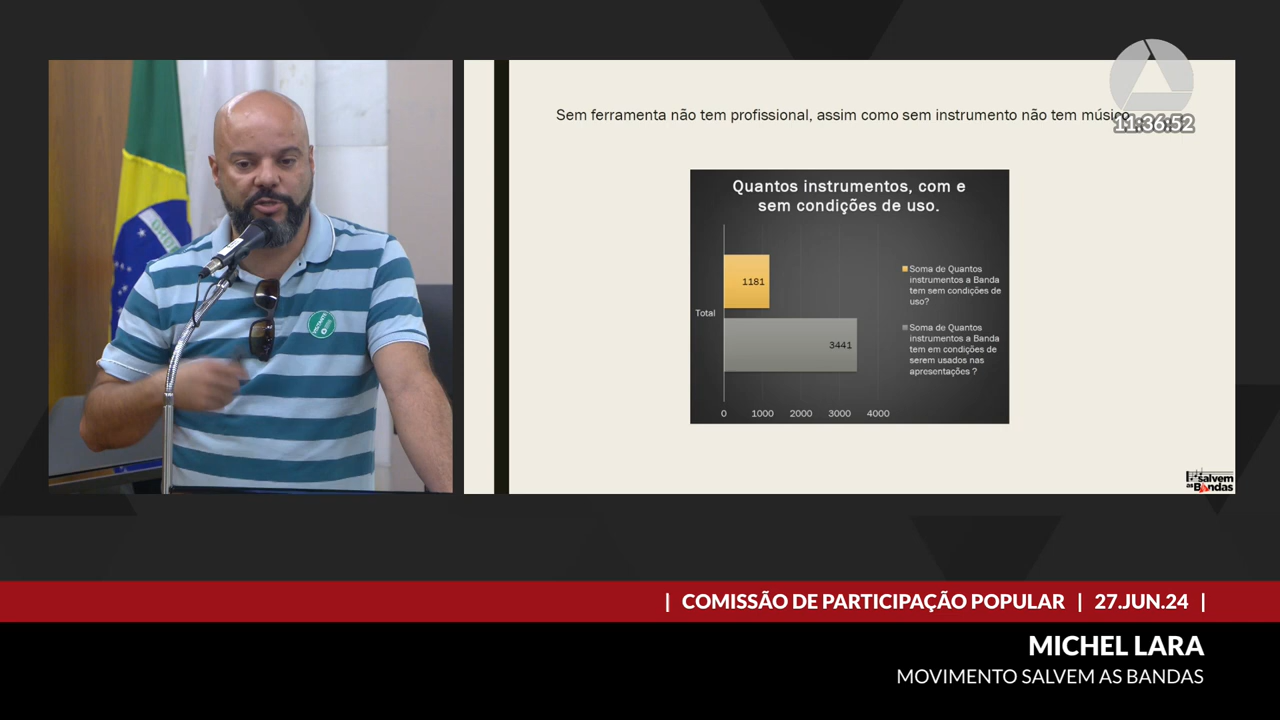 11:36:52
Sem ferramenta não tem profissional, assim como sem instrumento não tem músico.
Quantos instrumentos, com e
sem condições de uso.
1181
3441
Total
0 1000 2000 3000 4000
Soma de Quantos
instrumentos a Banda
tem sem condições de
uso?
Soma de Quantos
instrumentos a Banda
tem em condições de
serem usados nas
apresentações ?
salvem
as Bandas
| COMISSÃO DE PARTICIPAÇÃO POPULAR | 27.JUN.24 |
MICHEL LARA
MOVIMENTO SALVEM AS BANDAS